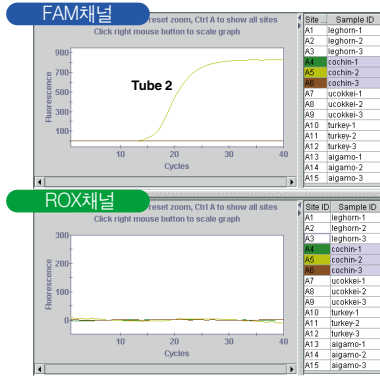 FAM채널
reset zoom, Ctrl A to show all sites
Click right mouse button to scale graph
Fluorescence
900
700
500
300
100
Tube 2
10 20 30 40
Cycles
Site ... Sample ID
A1 leghorn-1
A2 leghorn-2
A3 leghorn-3
A4 cochin-1
A5 cochin-2
A6 cochin-3
A7 ucokkei-1
A8 ucokkei-2
A9 ucokkei-3
A10 turkey-1
A11 turkey-2
A12 turkey-3
A13 aigamo-1
A14 aigamo-2
A15 aigamo-3
ROX채널
reset zoom, Ctrl A to show all sites
Click right mouse button to scale graph
Fluorescence
300
200
100
0
10 20 30 40
Cycles
Site ID Sample ID
A1 leghorn-1
A2 leghorn-2
A3 leghorn-3
A4 cochin-1
A5 cochin-2
A6 cochin-3
A7 ucokkei-1
A8 ucokkei-2
A9 ucokkei-3
A10 turkey-1
A11 turkey-2
A12 turkey-3
A13 aigamo-1
A14 aigamo-2
A15 aigamo-3